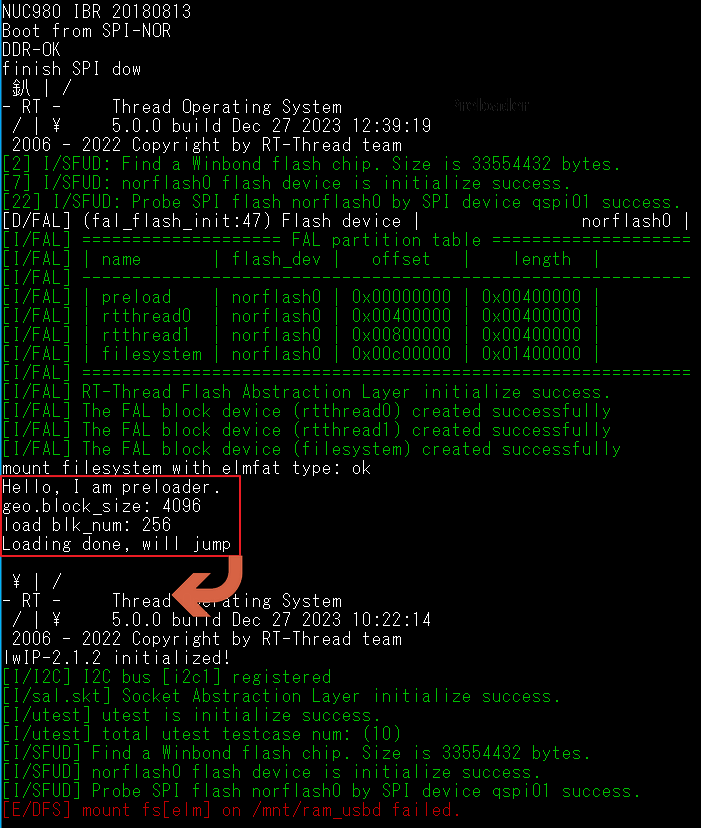 NUC980 IBR 20180813
Boot from SPI-NOR
DDR-OK
finish SPI dow
釟 | /
- RT -     Thread Operating System
Preloader
 / | ¥     5.0.0 build Dec 27 2023 12:39:19
 2006 - 2022 Copyright by RT-Thread team
[2] I/SFUD: Find a Winbond flash chip. Size is 33554432 bytes.
[7] I/SFUD: norflash0 flash device is initialize success.
[22] I/SFUD: Probe SPI flash norflash0 by SPI device qspi01 success.
[D/FAL] (fal_flash_init:47) Flash device |                norflash0 |
[I/FAL] ==================== FAL partition table ====================
[I/FAL] | name       | flash_dev |   offset   |    length  |
[I/FAL] -------------------------------------------------------------
[I/FAL] | preload    | norflash0 | 0x00000000 | 0x00400000 |
[I/FAL] | rtthread0  | norflash0 | 0x00400000 | 0x00400000 |
[I/FAL] | rtthread1  | norflash0 | 0x00800000 | 0x00400000 |
[I/FAL] | filesystem | norflash0 | 0x00c00000 | 0x01400000 |
[I/FAL] =============================================================
[I/FAL] RT-Thread Flash Abstraction Layer initialize success.
[I/FAL] The FAL block device (rtthread0) created successfully
[I/FAL] The FAL block device (rtthread1) created successfully
[I/FAL] The FAL block device (filesystem) created successfully
mount filesystem with elmfat type: ok
Hello, I am preloader.
geo.block_size: 4096
load blk_num: 256
Loading done, will jump
 ¥ | /
- RT -     Thread Operating System
 / | ¥     5.0.0 build Dec 27 2023 10:22:14
 2006 - 2022 Copyright by RT-Thread team
lwIP-2.1.2 initialized!
[I/I2C] I2C bus [i2c1] registered
[I/sal.skt] Socket Abstraction Layer initialize success.
[I/utest] utest is initialize success.
[I/utest] total utest testcase num: (10)
[I/SFUD] Find a Winbond flash chip. Size is 33554432 bytes.
[I/SFUD] norflash0 flash device is initialize success.
[I/SFUD] Probe SPI flash norflash0 by SPI device qspi01 success.
[E/DFS] mount fs[elm] on /mnt/ram_usbd failed.